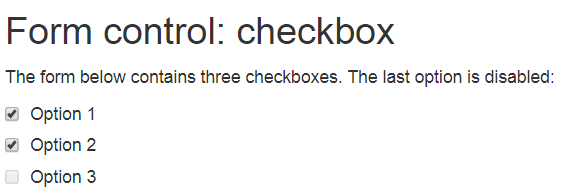 Form control: checkbox
The form below contains three checkboxes. The last option is disabled:
Option 1
Option 2
Option 3